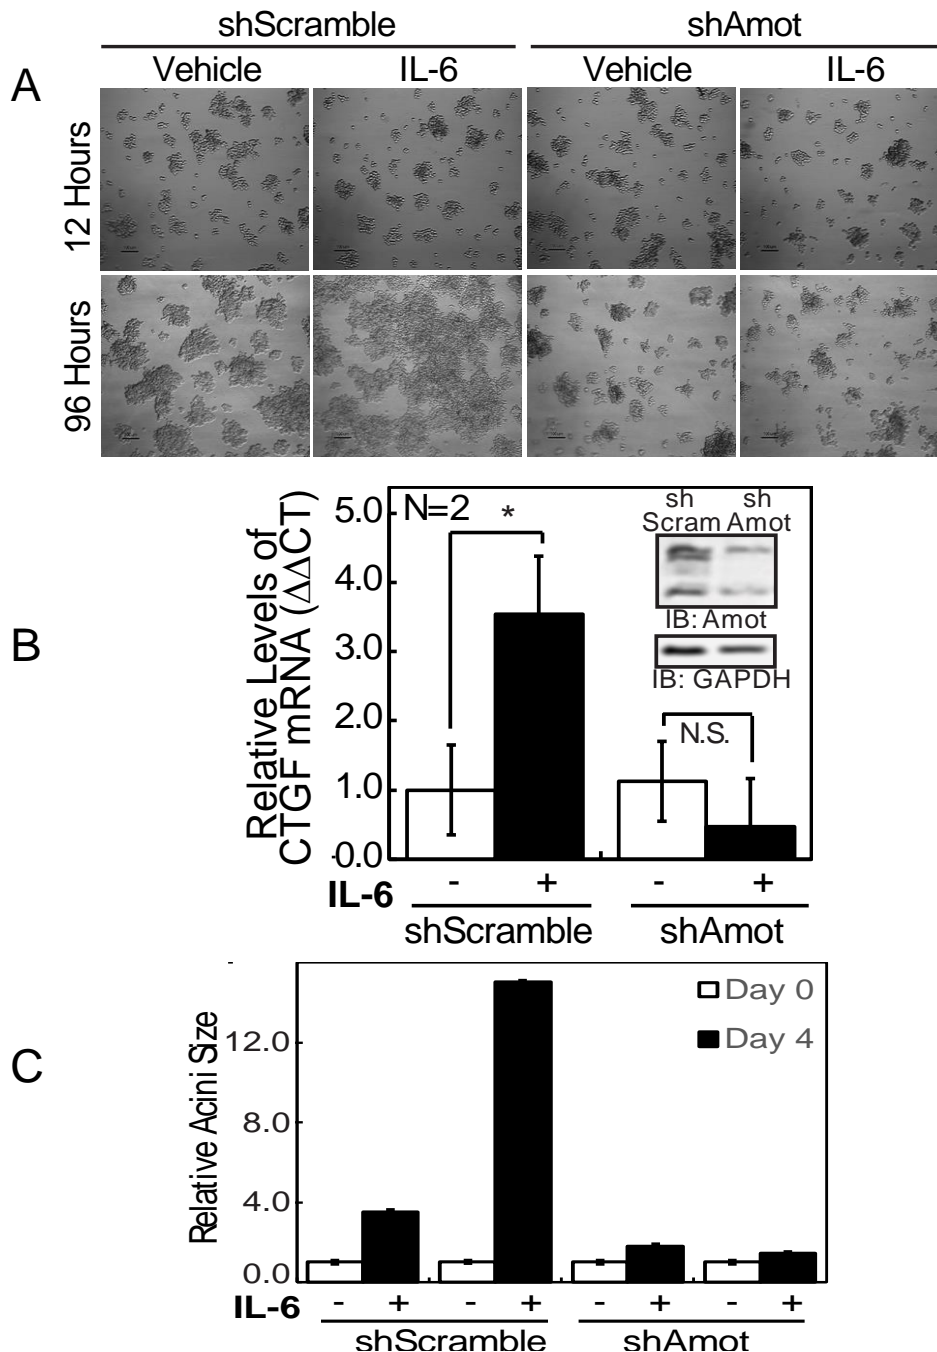 shScramble shAmot
Vehicle IL-6 Vehicle IL-6
A
12 Hours
96 Hours
B
Relative Levels of
CTGF mRNA (ΔΔCT)
5.0
4.0
3.0
2.0
1.0
0.0
N=2 *
sh sh
Scram Amot
IB: Amot
IB: GAPDH
N.S.
IL-6 - + - +
shScramble shAmot
C
Relative Acini Size
12.0
8.0
4.0
0.0
Day 0
Day 4
IL-6 - + - + - + - +
shScramble shAmot